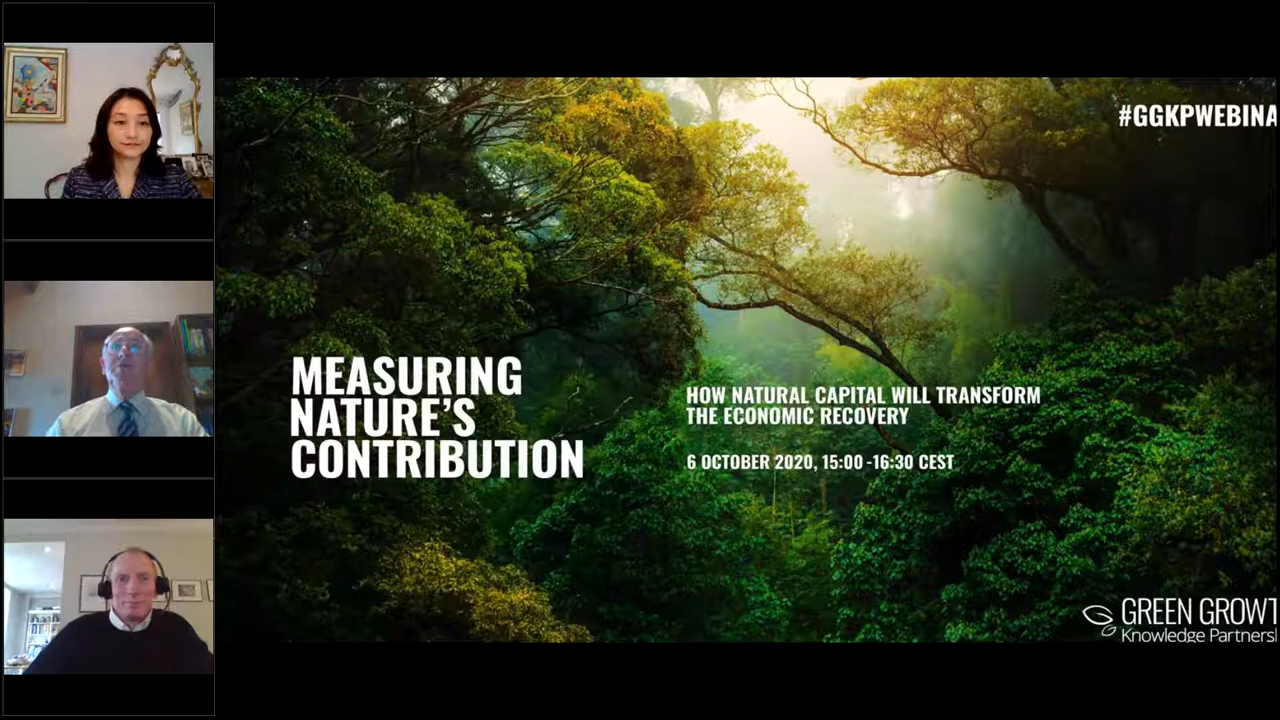 #GGKPWEBINA
MEASURING
NATURE'S
CONTRIBUTION
HOW NATURAL CAPITAL WILL TRANSFORM
THE ECONOMIC RECOVERY
6 OCTOBER 2020, 15:00 -16:30 CEST
GREEN GROWT
Knowledge Partners